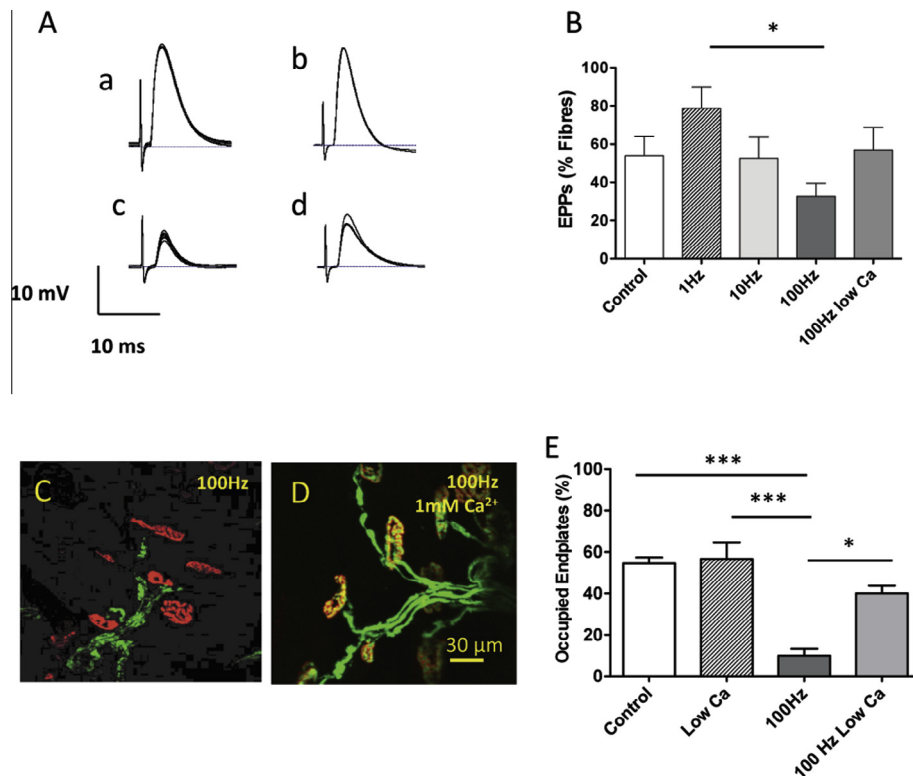 A
a
b
c
d
10 mV
10 ms
B
*
EPPs (% Fibres)
100
80
60
40
20
0
Control
1Hz
10Hz
100Hz
100Hz low Ca
C
100Hz
D
100Hz
1mM Ca²⁺
30 µm
E
***
***
*
Occupied Endplates (%)
100
80
60
40
20
0
Control
Low Ca
100Hz
100 Hz Low Ca